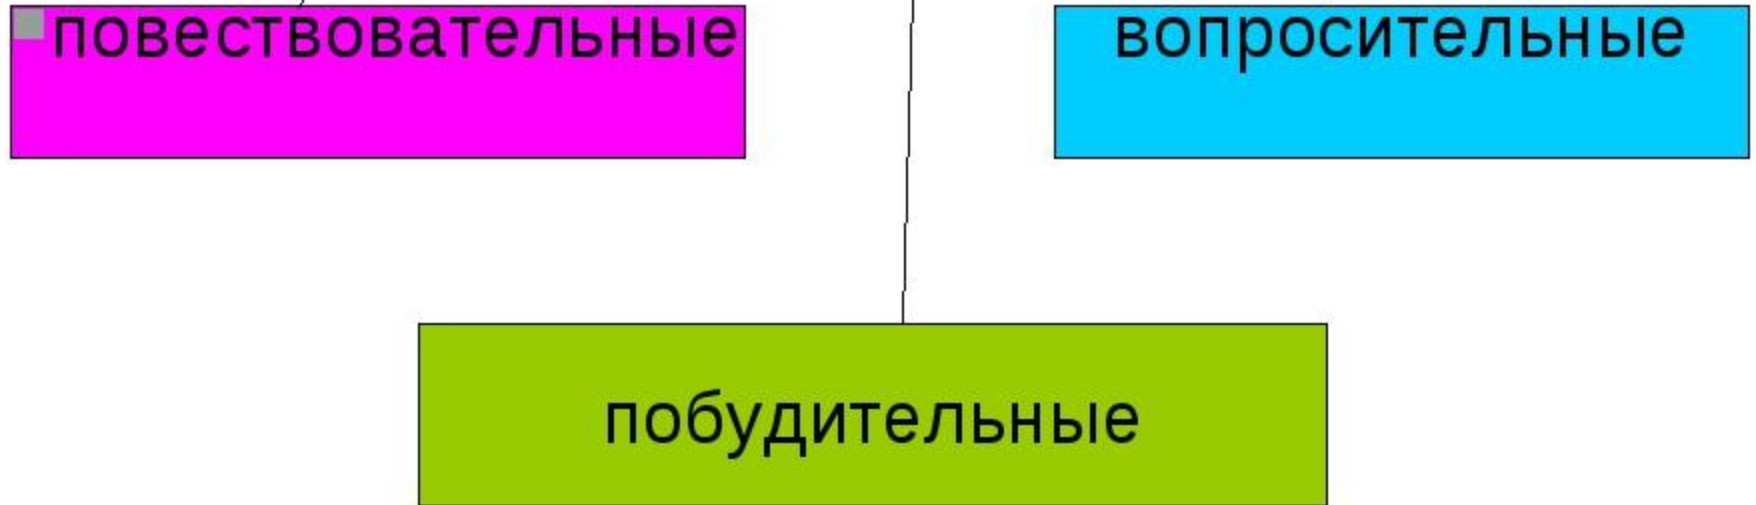 повествовательные
вопросительные
побудительные